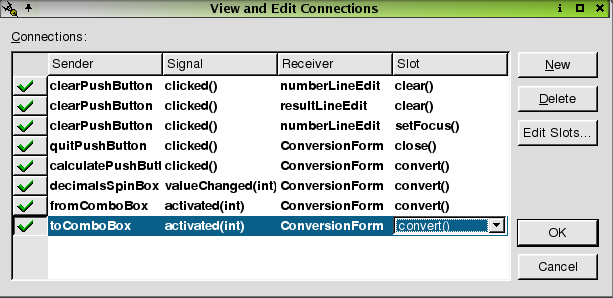 View and Edit Connections
Connections:
Sender Signal Receiver Slot
clearPushButton clicked() numberLineEdit clear()
clearPushButton clicked() resultLineEdit clear()
clearPushButton clicked() numberLineEdit setFocus()
quitPushButton clicked() ConversionForm close()
calculatePushButt clicked() ConversionForm convert()
decimalsSpinBox valueChanged(int) ConversionForm convert()
fromComboBox activated(int) ConversionForm convert()
toComboBox activated(int) ConversionForm convert()
New
Delete
Edit Slots...
OK
Cancel